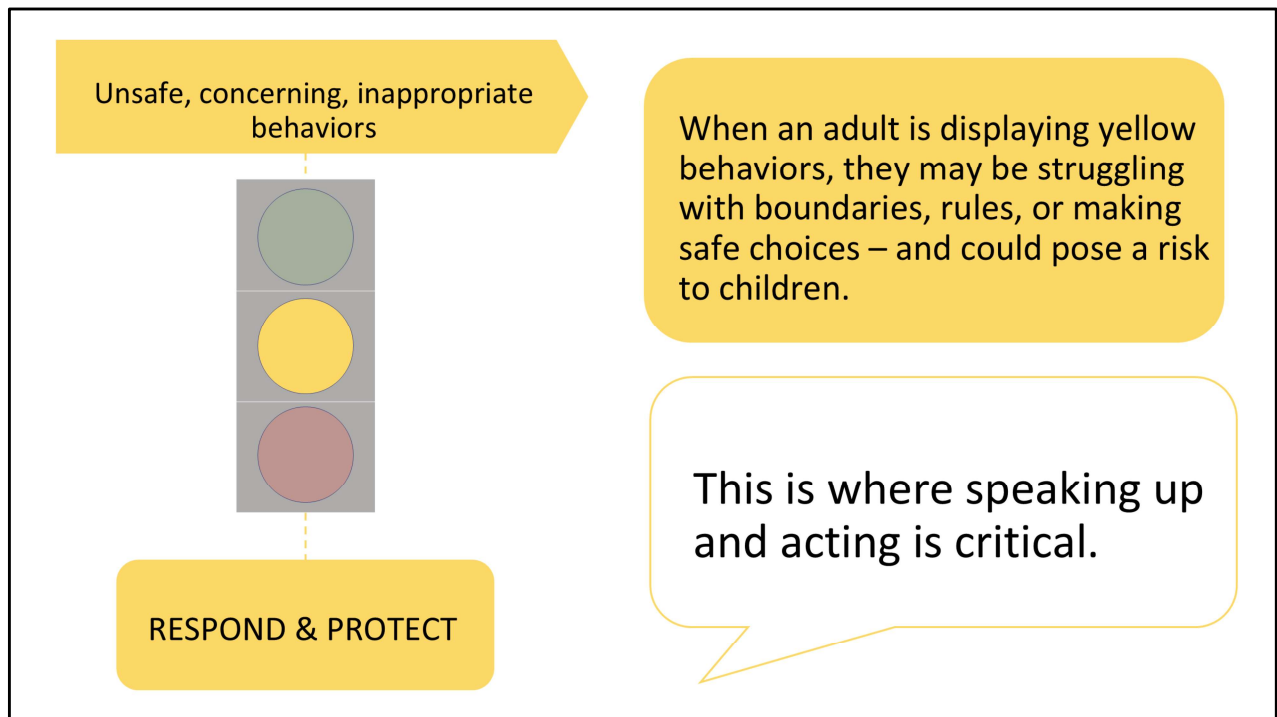 Unsafe, concerning, inappropriate
behaviors
When an adult is displaying yellow
behaviors, they may be struggling
with boundaries, rules, or making
safe choices – and could pose a risk
to children.
This is where speaking up
and acting is critical.
RESPOND & PROTECT